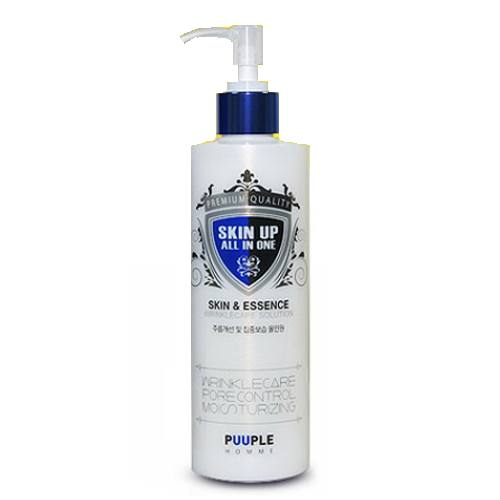 PREMIUM QUALITY
SKIN UP
ALL IN ONE
SKIN & ESSENCE
WRINKLECARE SOLUTION
주름개선 및 집중보습 올인원
WRINKLECARE
PORECONTROL
MOISTURIZING
PUUPLE
HOMME